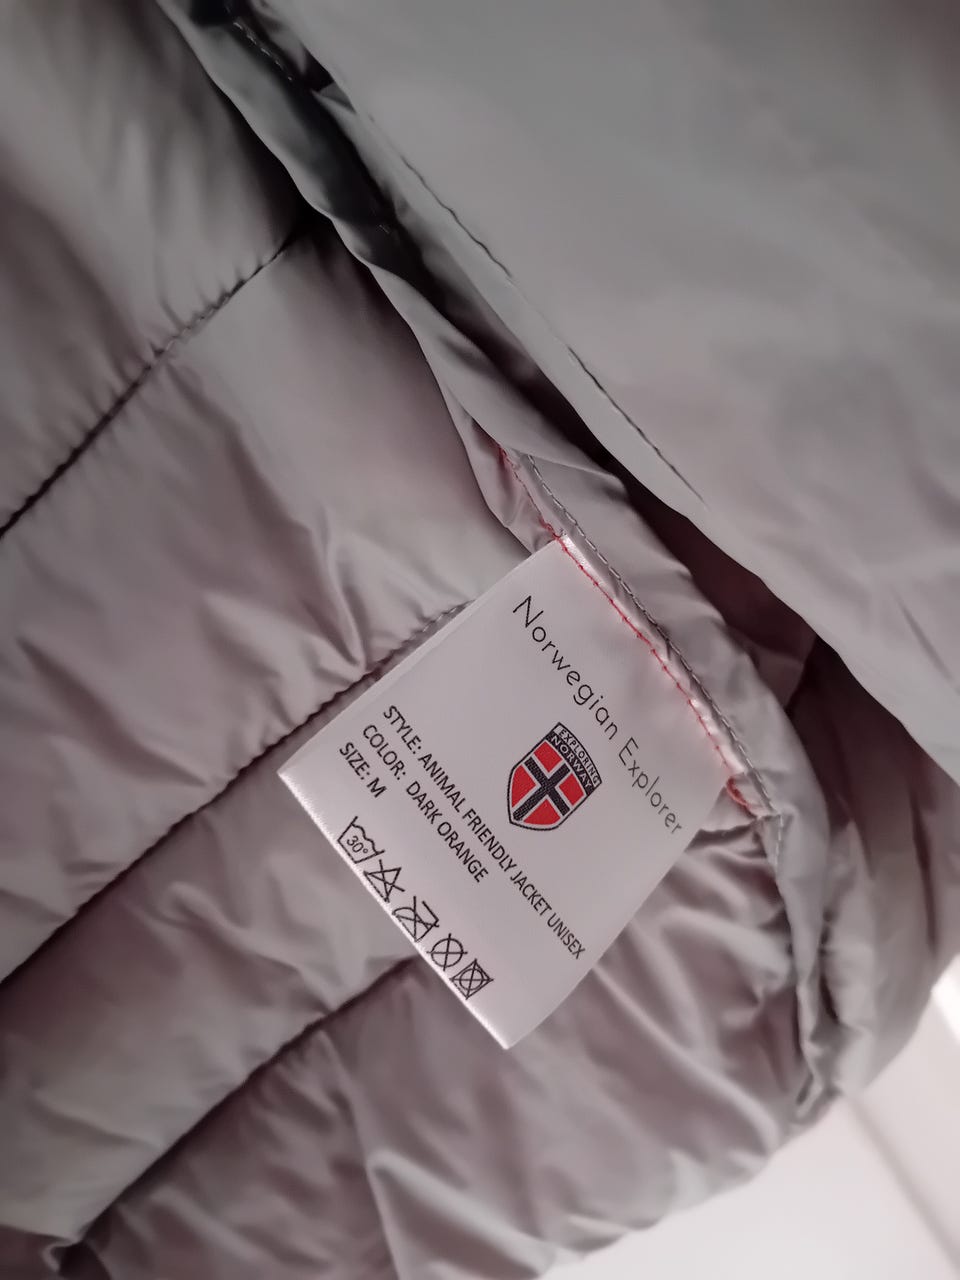 Norwegian Explorer
EXPLORING
NORWAY
STYLE: ANIMAL FRIENDLY JACKET UNISEX
COLOR: DARK ORANGE
SIZE: M
30°